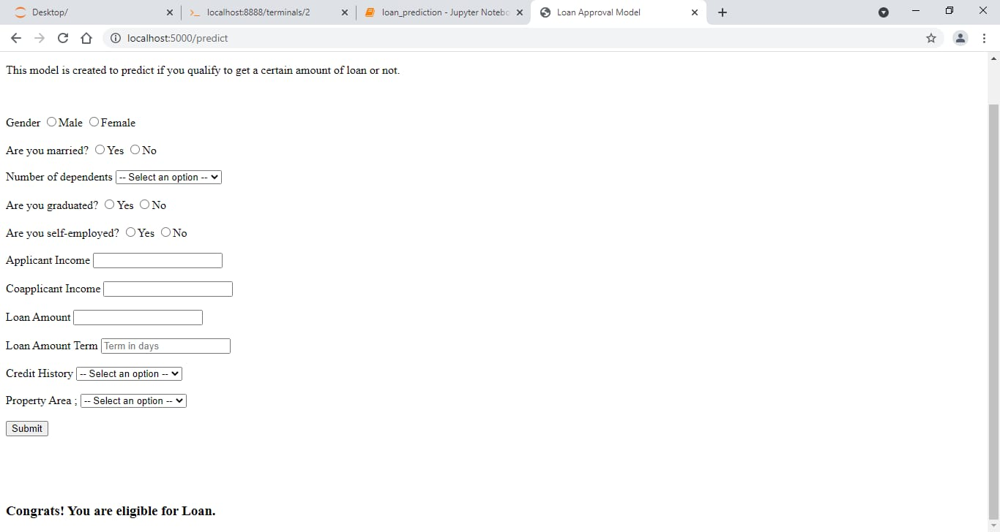 Desktop/
localhost:8888/terminals/2
loan_prediction - Jupyter Notebo
Loan Approval Model
localhost:5000/predict
This model is created to predict if you qualify to get a certain amount of loan or not.
Gender Male Female
Are you married? Yes No
Number of dependents -- Select an option --
Are you graduated? Yes No
Are you self-employed? Yes No
Applicant Income
Coapplicant Income
Loan Amount
Loan Amount Term Term in days
Credit History -- Select an option --
Property Area ; -- Select an option --
Submit
Congrats! You are eligible for Loan.